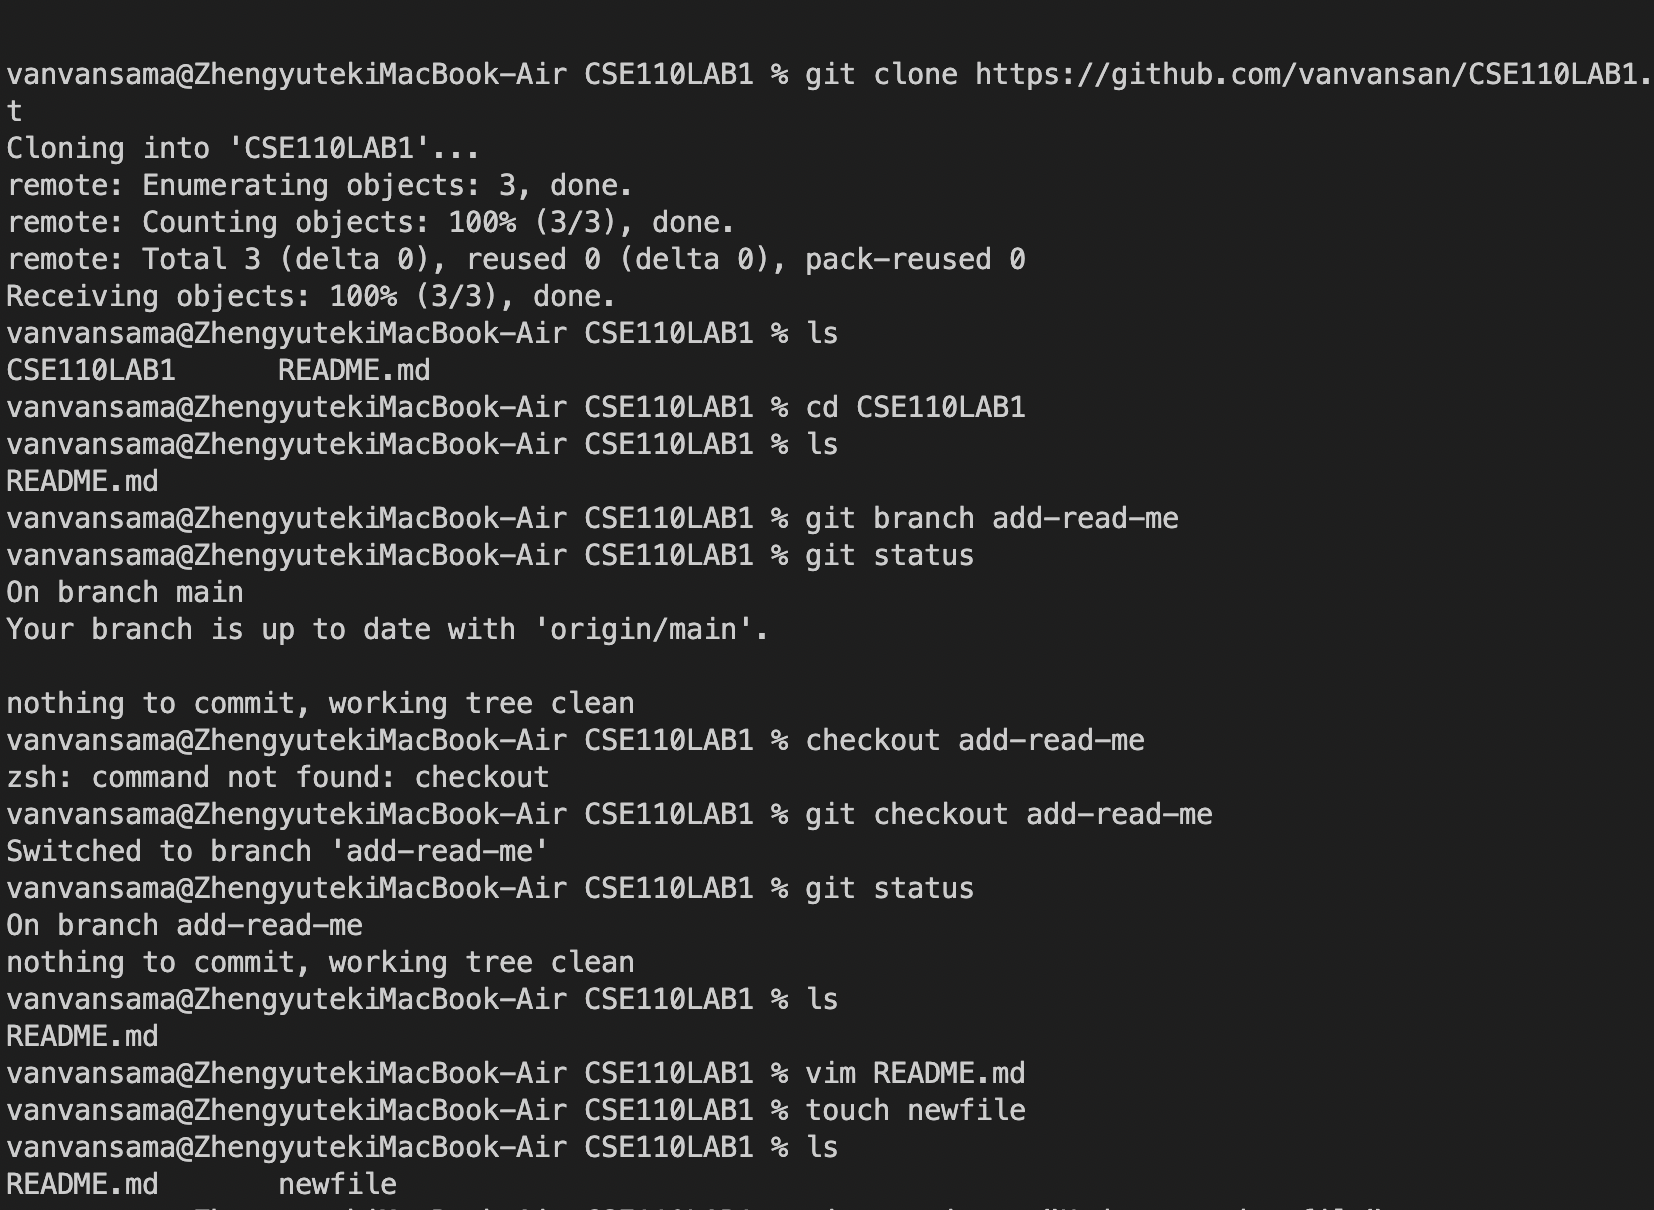 vanvansama@ZhengyutekiMacBook-Air CSE110LAB1 % git clone https://github.com/vanvansan/CSE110LAB1.
t
Cloning into 'CSE110LAB1'...
remote: Enumerating objects: 3, done.
remote: Counting objects: 100% (3/3), done.
remote: Total 3 (delta 0), reused 0 (delta 0), pack-reused 0
Receiving objects: 100% (3/3), done.
vanvansama@ZhengyutekiMacBook-Air CSE110LAB1 % ls
CSE110LAB1      README.md
vanvansama@ZhengyutekiMacBook-Air CSE110LAB1 % cd CSE110LAB1
vanvansama@ZhengyutekiMacBook-Air CSE110LAB1 % ls
README.md
vanvansama@ZhengyutekiMacBook-Air CSE110LAB1 % git branch add-read-me
vanvansama@ZhengyutekiMacBook-Air CSE110LAB1 % git status
On branch main
Your branch is up to date with 'origin/main'.

nothing to commit, working tree clean
vanvansama@ZhengyutekiMacBook-Air CSE110LAB1 % checkout add-read-me
zsh: command not found: checkout
vanvansama@ZhengyutekiMacBook-Air CSE110LAB1 % git checkout add-read-me
Switched to branch 'add-read-me'
vanvansama@ZhengyutekiMacBook-Air CSE110LAB1 % git status
On branch add-read-me
nothing to commit, working tree clean
vanvansama@ZhengyutekiMacBook-Air CSE110LAB1 % ls
README.md
vanvansama@ZhengyutekiMacBook-Air CSE110LAB1 % vim README.md
vanvansama@ZhengyutekiMacBook-Air CSE110LAB1 % touch newfile
vanvansama@ZhengyutekiMacBook-Air CSE110LAB1 % ls
README.md       newfile